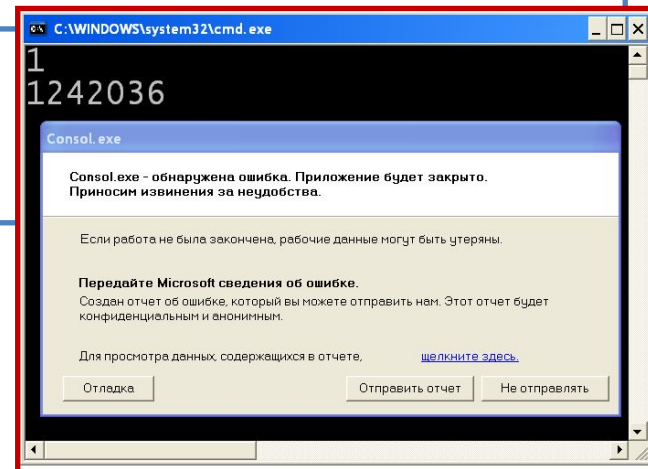 C:\WINDOWS\system32\cmd.exe
1
1242036
Consol.exe
Consol.exe - обнаружена ошибка. Приложение будет закрыто.
Приносим извинения за неудобства.
Если работа не была закончена, рабочие данные могут быть утеряны.
Передайте Microsoft сведения об ошибке.
Создан отчет об ошибке, который вы можете отправить нам. Этот отчет будет
конфиденциальным и анонимным.
Для просмотра данных, содержащихся в отчете, щелкните здесь.
Отладка Отправить отчет Не отправлять